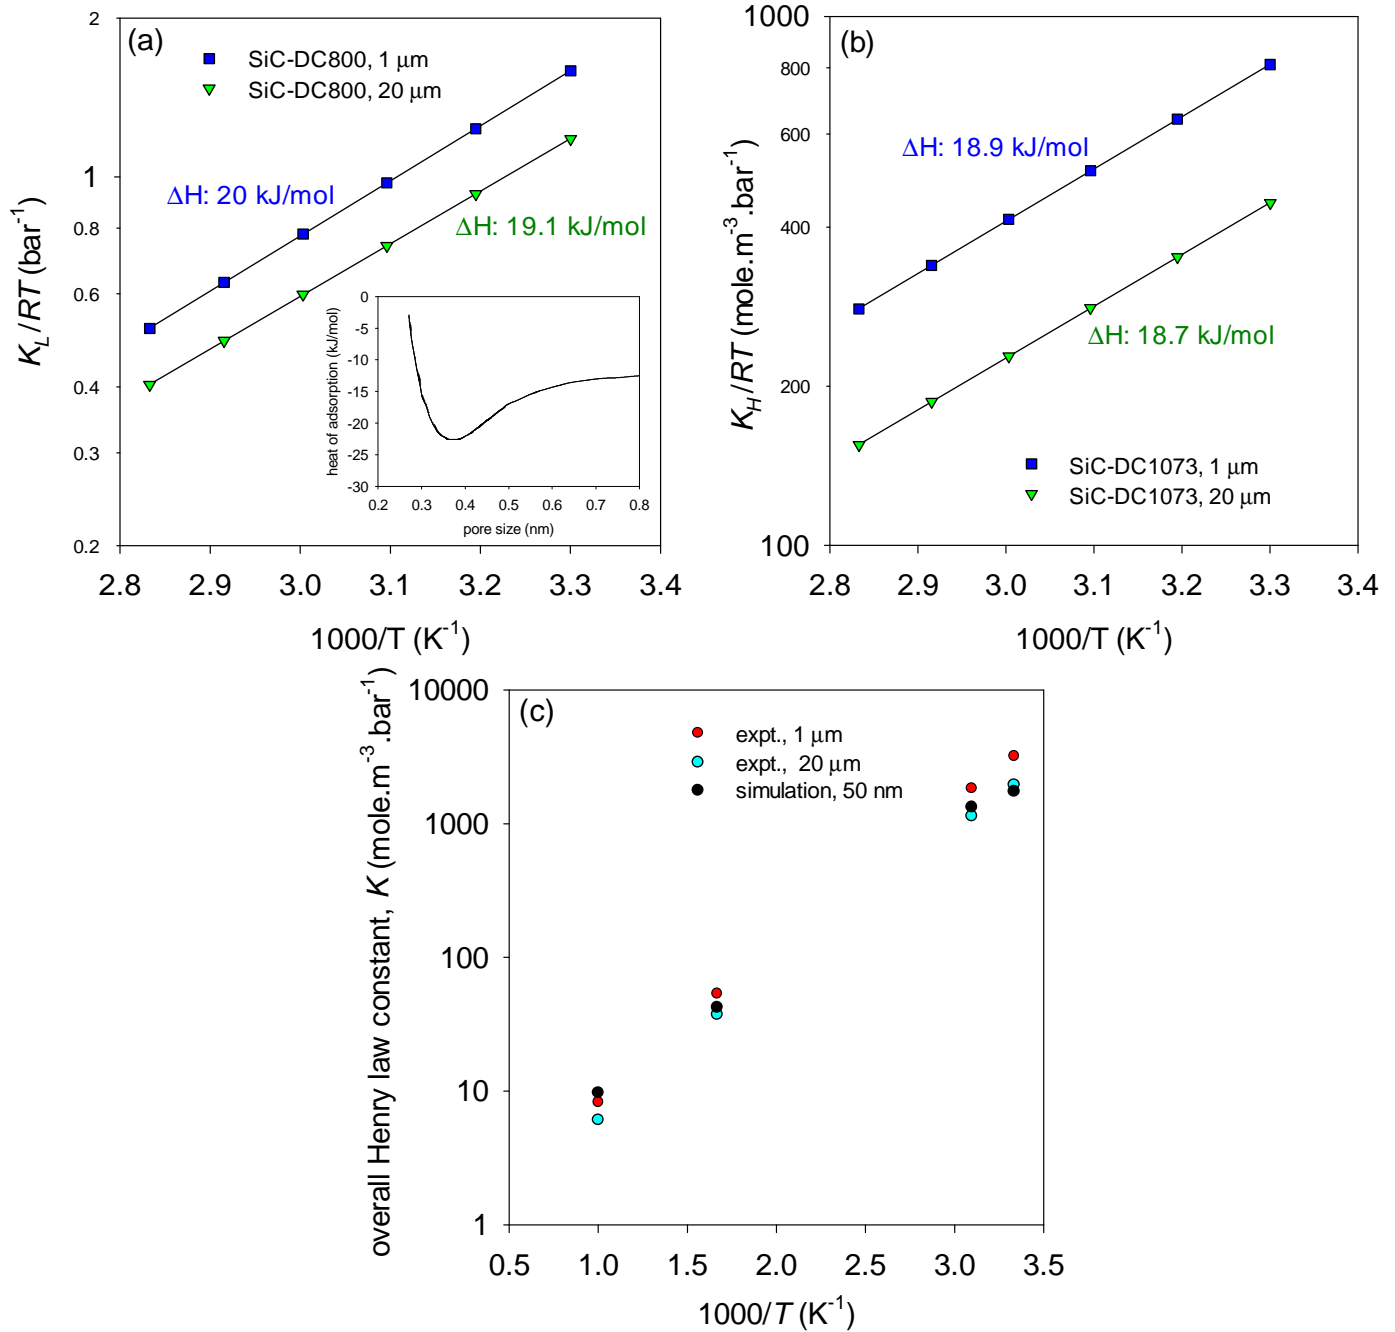 (a)
SiC-DC800, 1 μm
SiC-DC800, 20 μm
ΔH: 20 kJ/mol
ΔH: 19.1 kJ/mol
K_L/RT (bar⁻¹)
2
1
0.8
0.6
0.4
0.3
0.2
2.8 2.9 3.0 3.1 3.2 3.3 3.4
1000/T (K⁻¹)
heat of adsorption (kJ/mol)
0
-5
-10
-15
-20
-25
-30
0.2 0.3 0.4 0.5 0.6 0.7 0.8
pore size (nm)
(b)
ΔH: 18.9 kJ/mol
ΔH: 18.7 kJ/mol
SiC-DC1073, 1 μm
SiC-DC1073, 20 μm
K_H/RT (mole.m⁻³.bar⁻¹)
1000
800
600
400
200
100
2.8 2.9 3.0 3.1 3.2 3.3 3.4
1000/T (K⁻¹)
(c)
expt., 1 μm
expt., 20 μm
simulation, 50 nm
overall Henry law constant, K (mole.m⁻³.bar⁻¹)
10000
1000
100
10
1
0.5 1.0 1.5 2.0 2.5 3.0 3.5
1000/T (K⁻¹)